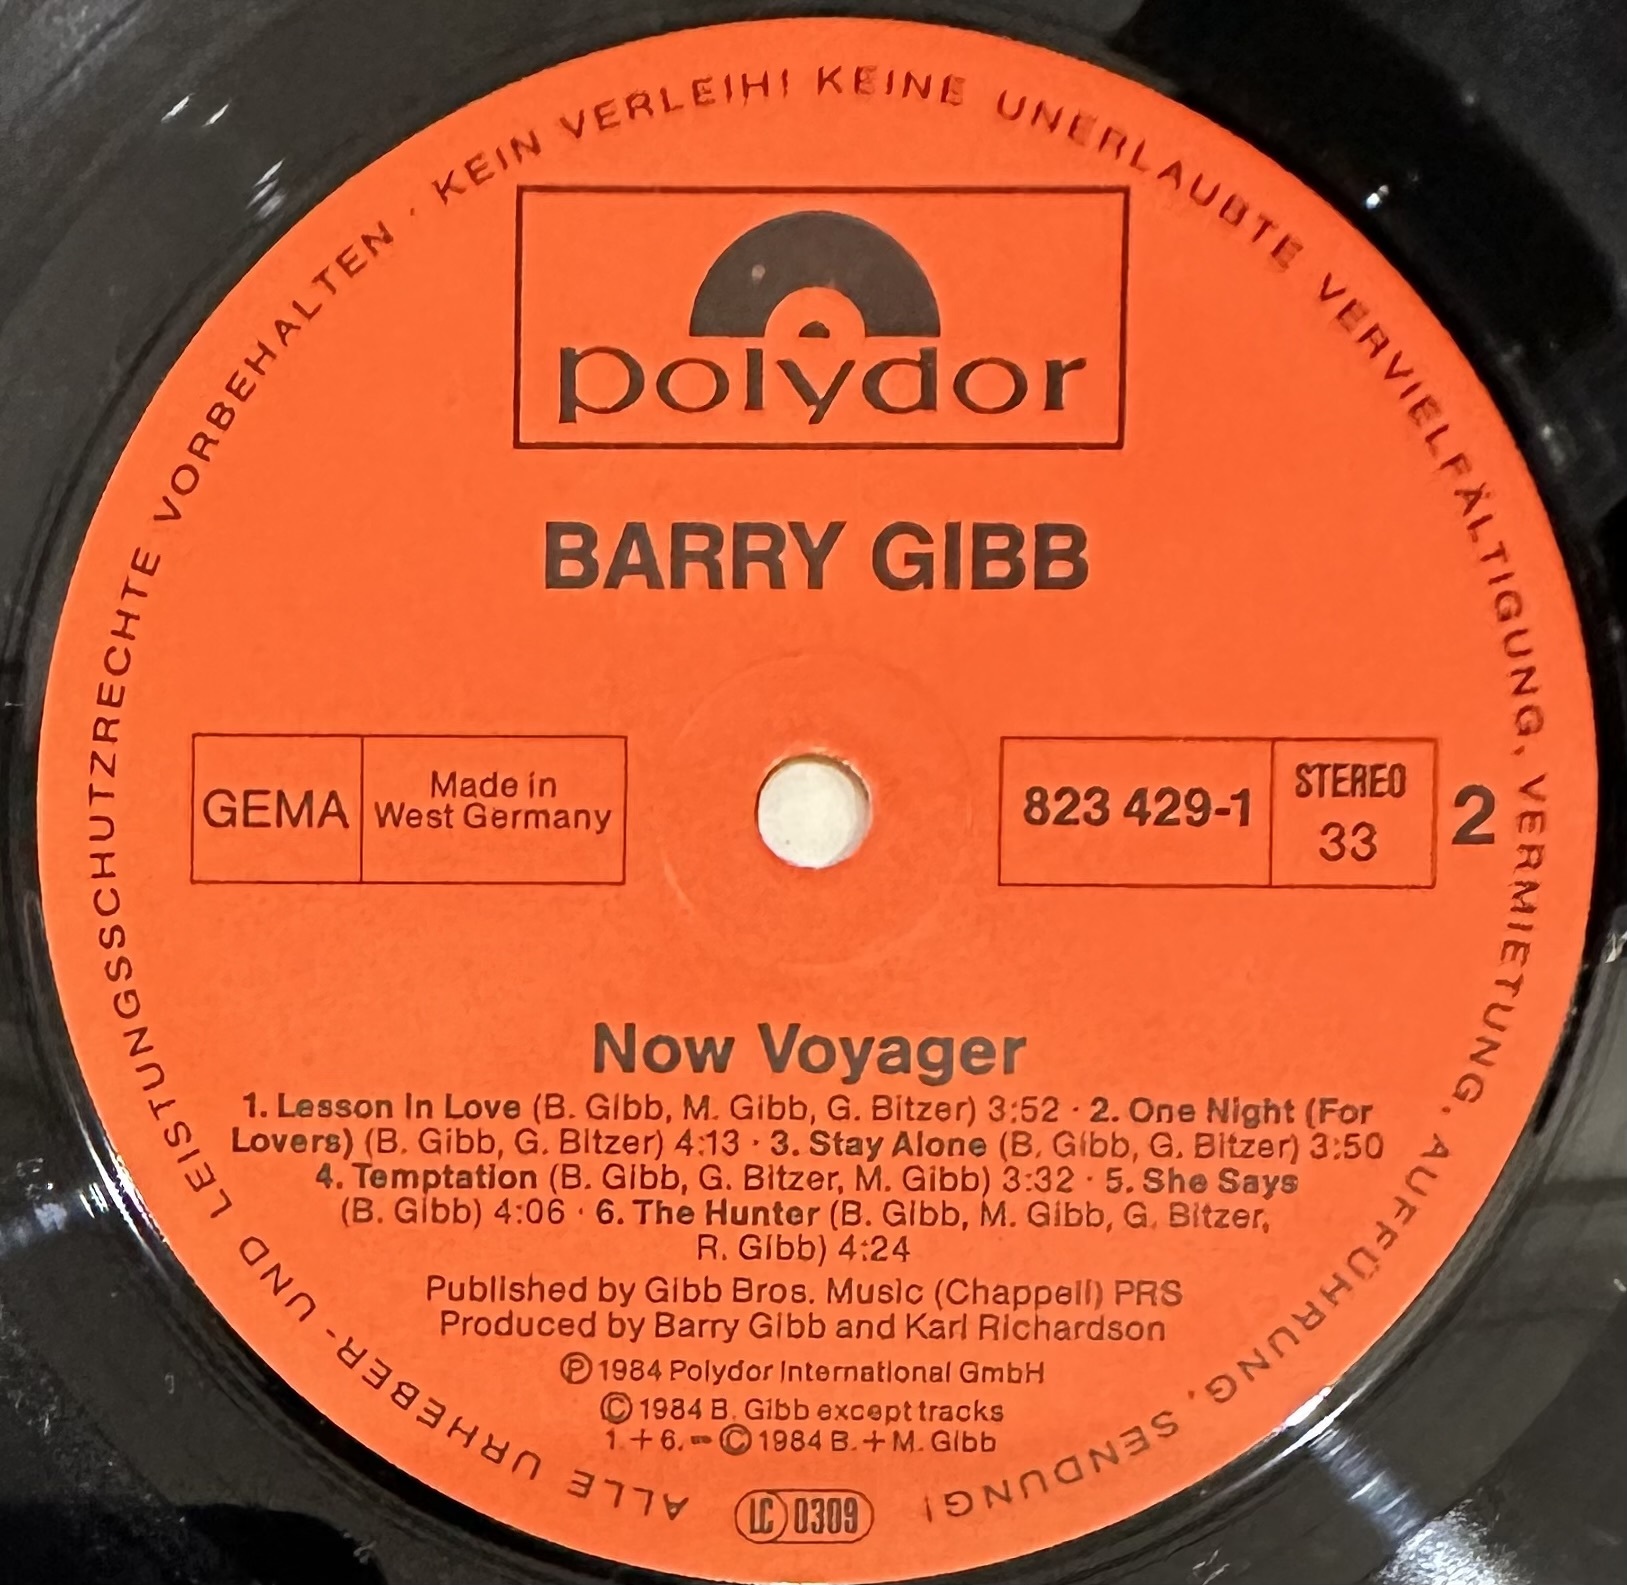 ALLE URHEBER- UND LEISTUNGSSCHUTZRECHTE VORBEHALTEN · KEIN VERLEIH! KEINE UNERLAUBTE VERVIELFÄLTIGUNG, VERMIETUNG, AUFFÜHRUNG, SENDUNG!
polydor
BARRY GIBB
GEMA
Made in
West Germany
823 429-1
STEREO
33
2
Now Voyager
1. Lesson In Love (B. Gibb, M. Gibb, G. Bitzer) 3:52 · 2. One Night (For
Lovers) (B. Gibb, G. Bitzer) 4:13 · 3. Stay Alone (B. Gibb, G. Bitzer) 3:50
4. Temptation (B. Gibb, G. Bitzer, M. Gibb) 3:32 · 5. She Says
(B. Gibb) 4:06 · 6. The Hunter (B. Gibb, M. Gibb, G. Bitzer,
R. Gibb) 4:24
Published by Gibb Bros. Music (Chappell) PRS
Produced by Barry Gibb and Karl Richardson
℗ 1984 Polydor International GmbH
© 1984 B. Gibb except tracks
1. + 6. – © 1984 B. + M. Gibb
LC 0309